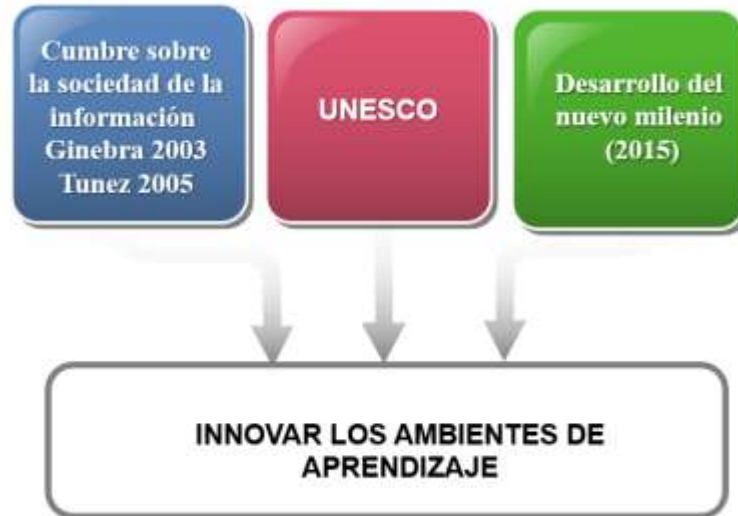 Cumbre sobre
la sociedad de la
información
Ginebra 2003
Tunez 2005
UNESCO
Desarrollo del
nuevo milenio
(2015)
INNOVAR LOS AMBIENTES DE
APRENDIZAJE